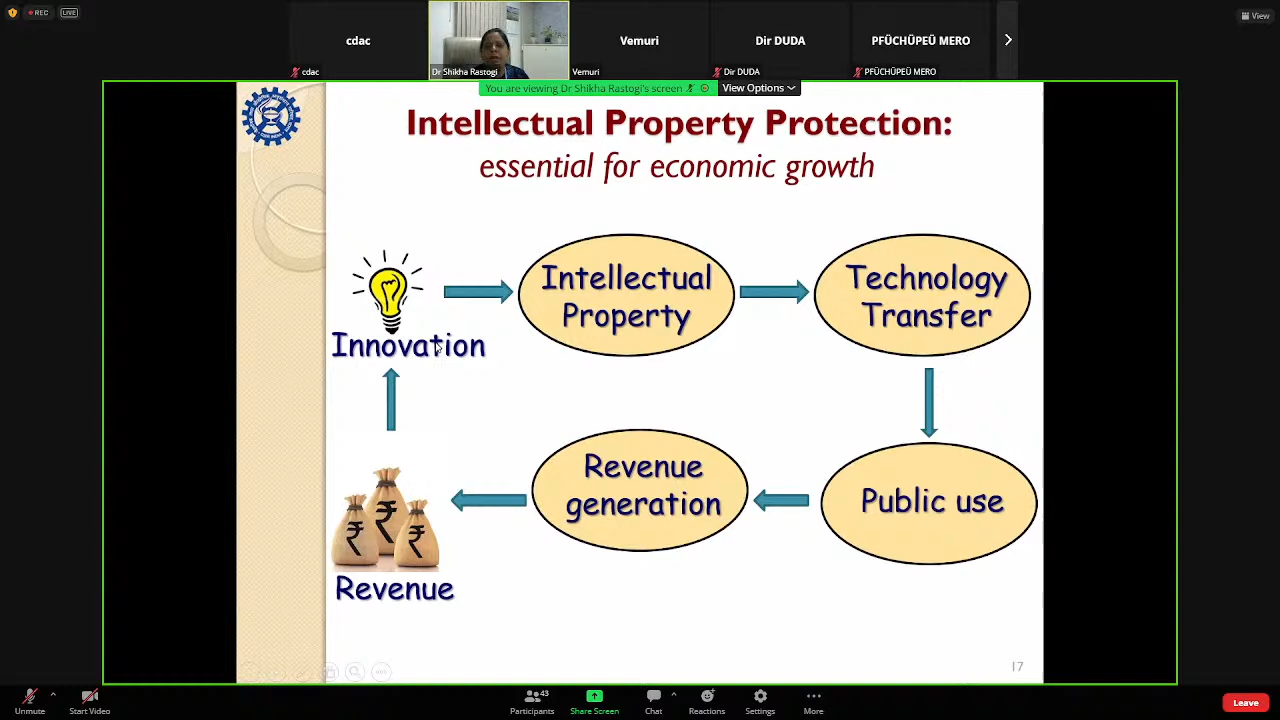 REC
LIVE
View
cdac
Vemuri
Dir DUDA
PFÜCHÜPEÜ MERO
cdac
Dr Shikha Rastogi
Vemuri
Dir DUDA
PFÜCHÜPEÜ MERO
You are viewing Dr Shikha Rastogi's screen
View Options
Intellectual Property Protection:
essential for economic growth
Intellectual
Property
Technology
Transfer
Innovation
Revenue
generation
Public use
₹
₹
₹
Revenue
17
43
Unmute
Start Video
Participants
Share Screen
Chat
Reactions
Settings
More
Leave